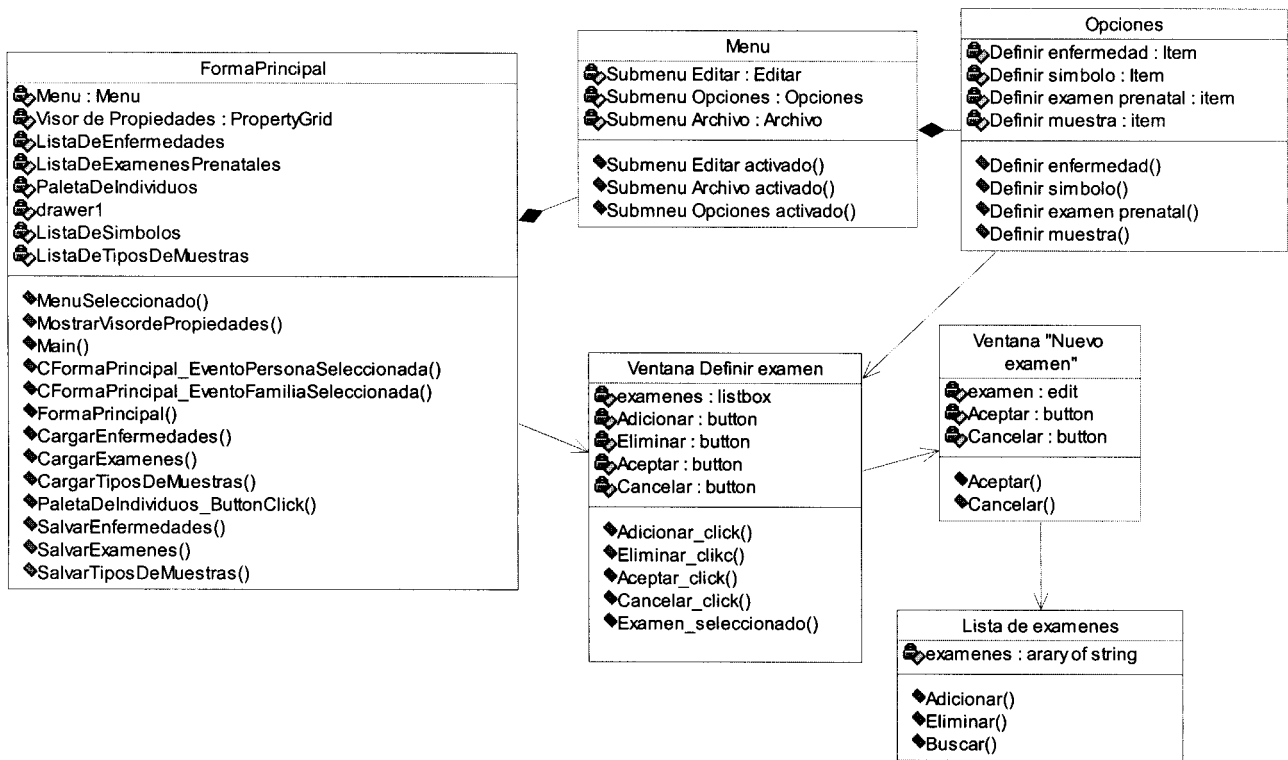 FormaPrincipal
Menu : Menu
Visor de Propiedades : PropertyGrid
ListaDeEnfermedades
ListaDeExamenesPrenatales
PaletaDeIndividuos
drawer1
ListaDeSimbolos
ListaDeTiposDeMuestras
MenuSeleccionado()
MostrarVisordePropiedades()
Main()
CFormaPrincipal_EventoPersonaSeleccionada()
CFormaPrincipal_EventoFamiliaSeleccionada()
FormaPrincipal()
CargarEnfermedades()
CargarExamenes()
CargarTiposDeMuestras()
PaletaDeIndividuos_ButtonClick()
SalvarEnfermedades()
SalvarExamenes()
SalvarTiposDeMuestras()
Menu
Submenu Editar : Editar
Submenu Opciones : Opciones
Submenu Archivo : Archivo
Submenu Editar activado()
Submenu Archivo activado()
Submneu Opciones activado()
Opciones
Definir enfermedad : Item
Definir simbolo : Item
Definir examen prenatal : item
Definir muestra : item
Definir enfermedad()
Definir simbolo()
Definir examen prenatal()
Definir muestra()
Ventana Definir examen
examenes : listbox
Adicionar : button
Eliminar : button
Aceptar : button
Cancelar : button
Adicionar_click()
Eliminar_clikc()
Aceptar_click()
Cancelar_click()
Examen_seleccionado()
Ventana "Nuevo
examen"
examen : edit
Aceptar : button
Cancelar : button
Aceptar()
Cancelar()
Lista de examenes
examenes : arary of string
Adicionar()
Eliminar()
Buscar()